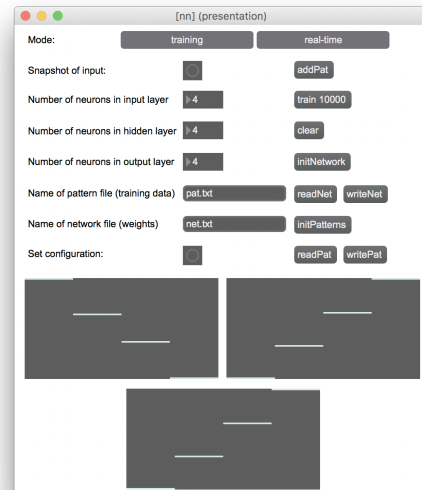 [nn] (presentation)
Mode: training real-time
Snapshot of input: addPat
Number of neurons in input layer 4 train 10000
Number of neurons in hidden layer 4 clear
Number of neurons in output layer 4 initNetwork
Name of pattern file (training data) pat.txt readNet writeNet
Name of network file (weights) net.txt initPatterns
Set configuration: readPat writePat